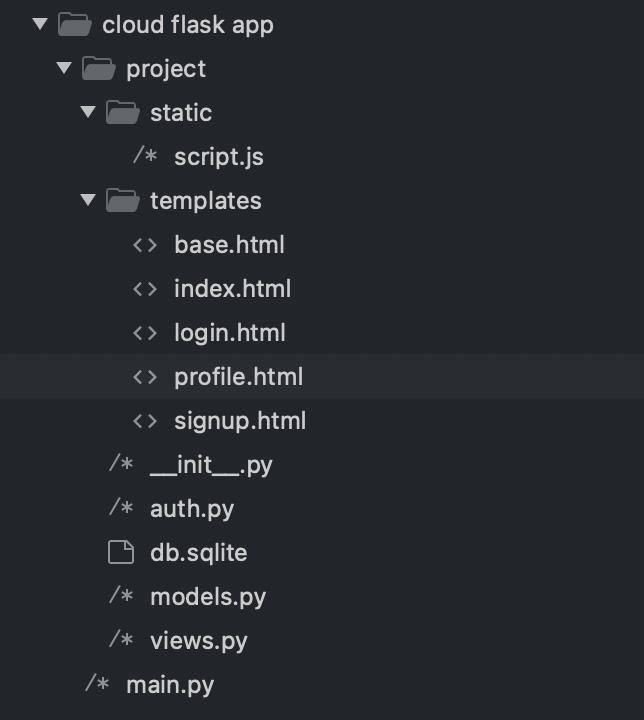 cloud flask app
project
static
/* script.js
templates
<> base.html
<> index.html
<> login.html
<> profile.html
<> signup.html
/* __init__.py
/* auth.py
db.sqlite
/* models.py
/* views.py
/* main.py